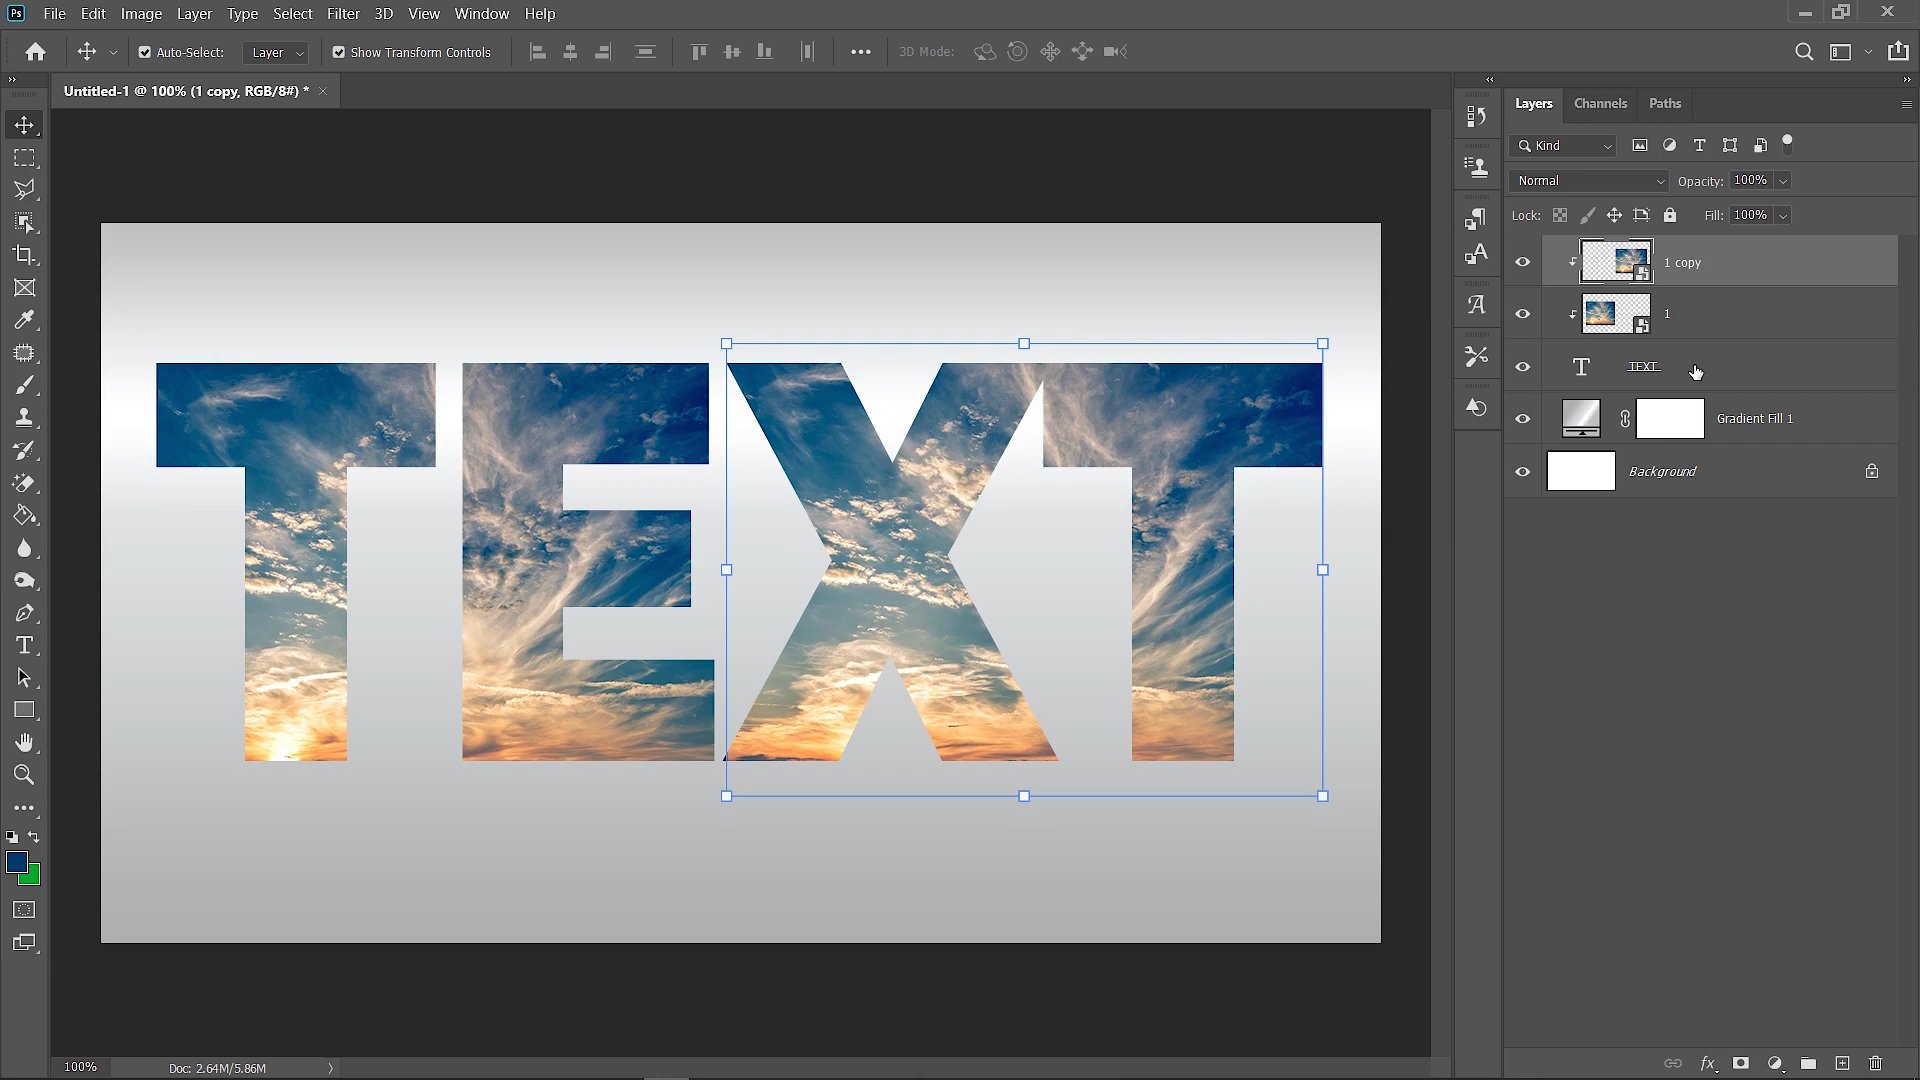 Ps File Edit Image Layer Type Select Filter 3D View Window Help
Auto-Select: Layer Show Transform Controls 3D Mode:
Untitled-1 @ 100% (1 copy, RGB/8#) *
Layers Channels Paths
Kind
Normal Opacity: 100%
Lock: Fill: 100%
1 copy
1
T TEXT
Gradient Fill 1
Background
TEXT
100% Doc: 2.64M/5.86M
fx